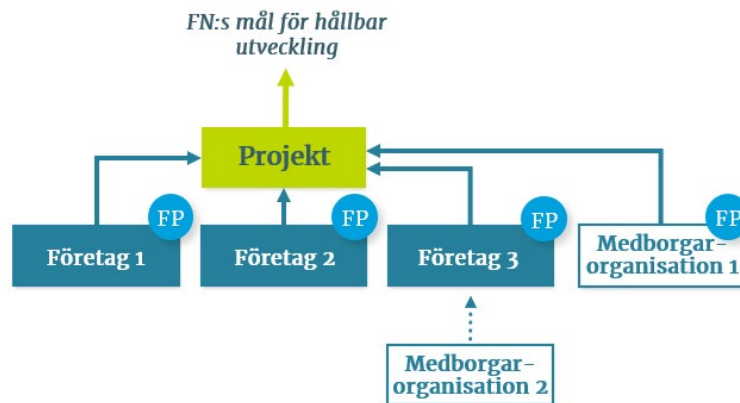 FN:s mål för hållbar
utveckling
Projekt
FP
FP
FP
FP
Företag 1
Företag 2
Företag 3
Medborgar-
organisation 1
Medborgar-
organisation 2